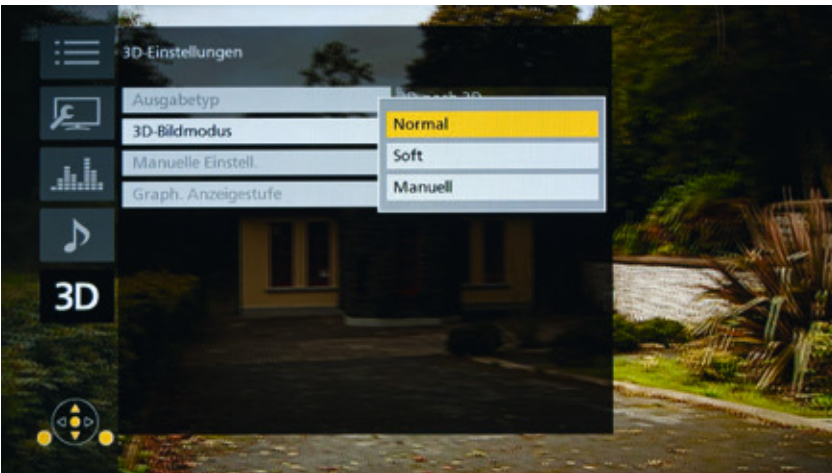 3D-Einstellungen
Ausgabetyp
3D-Bildmodus
Manuelle Einstell.
Graph. Anzeigestufe
Normal
Soft
Manuell
3D